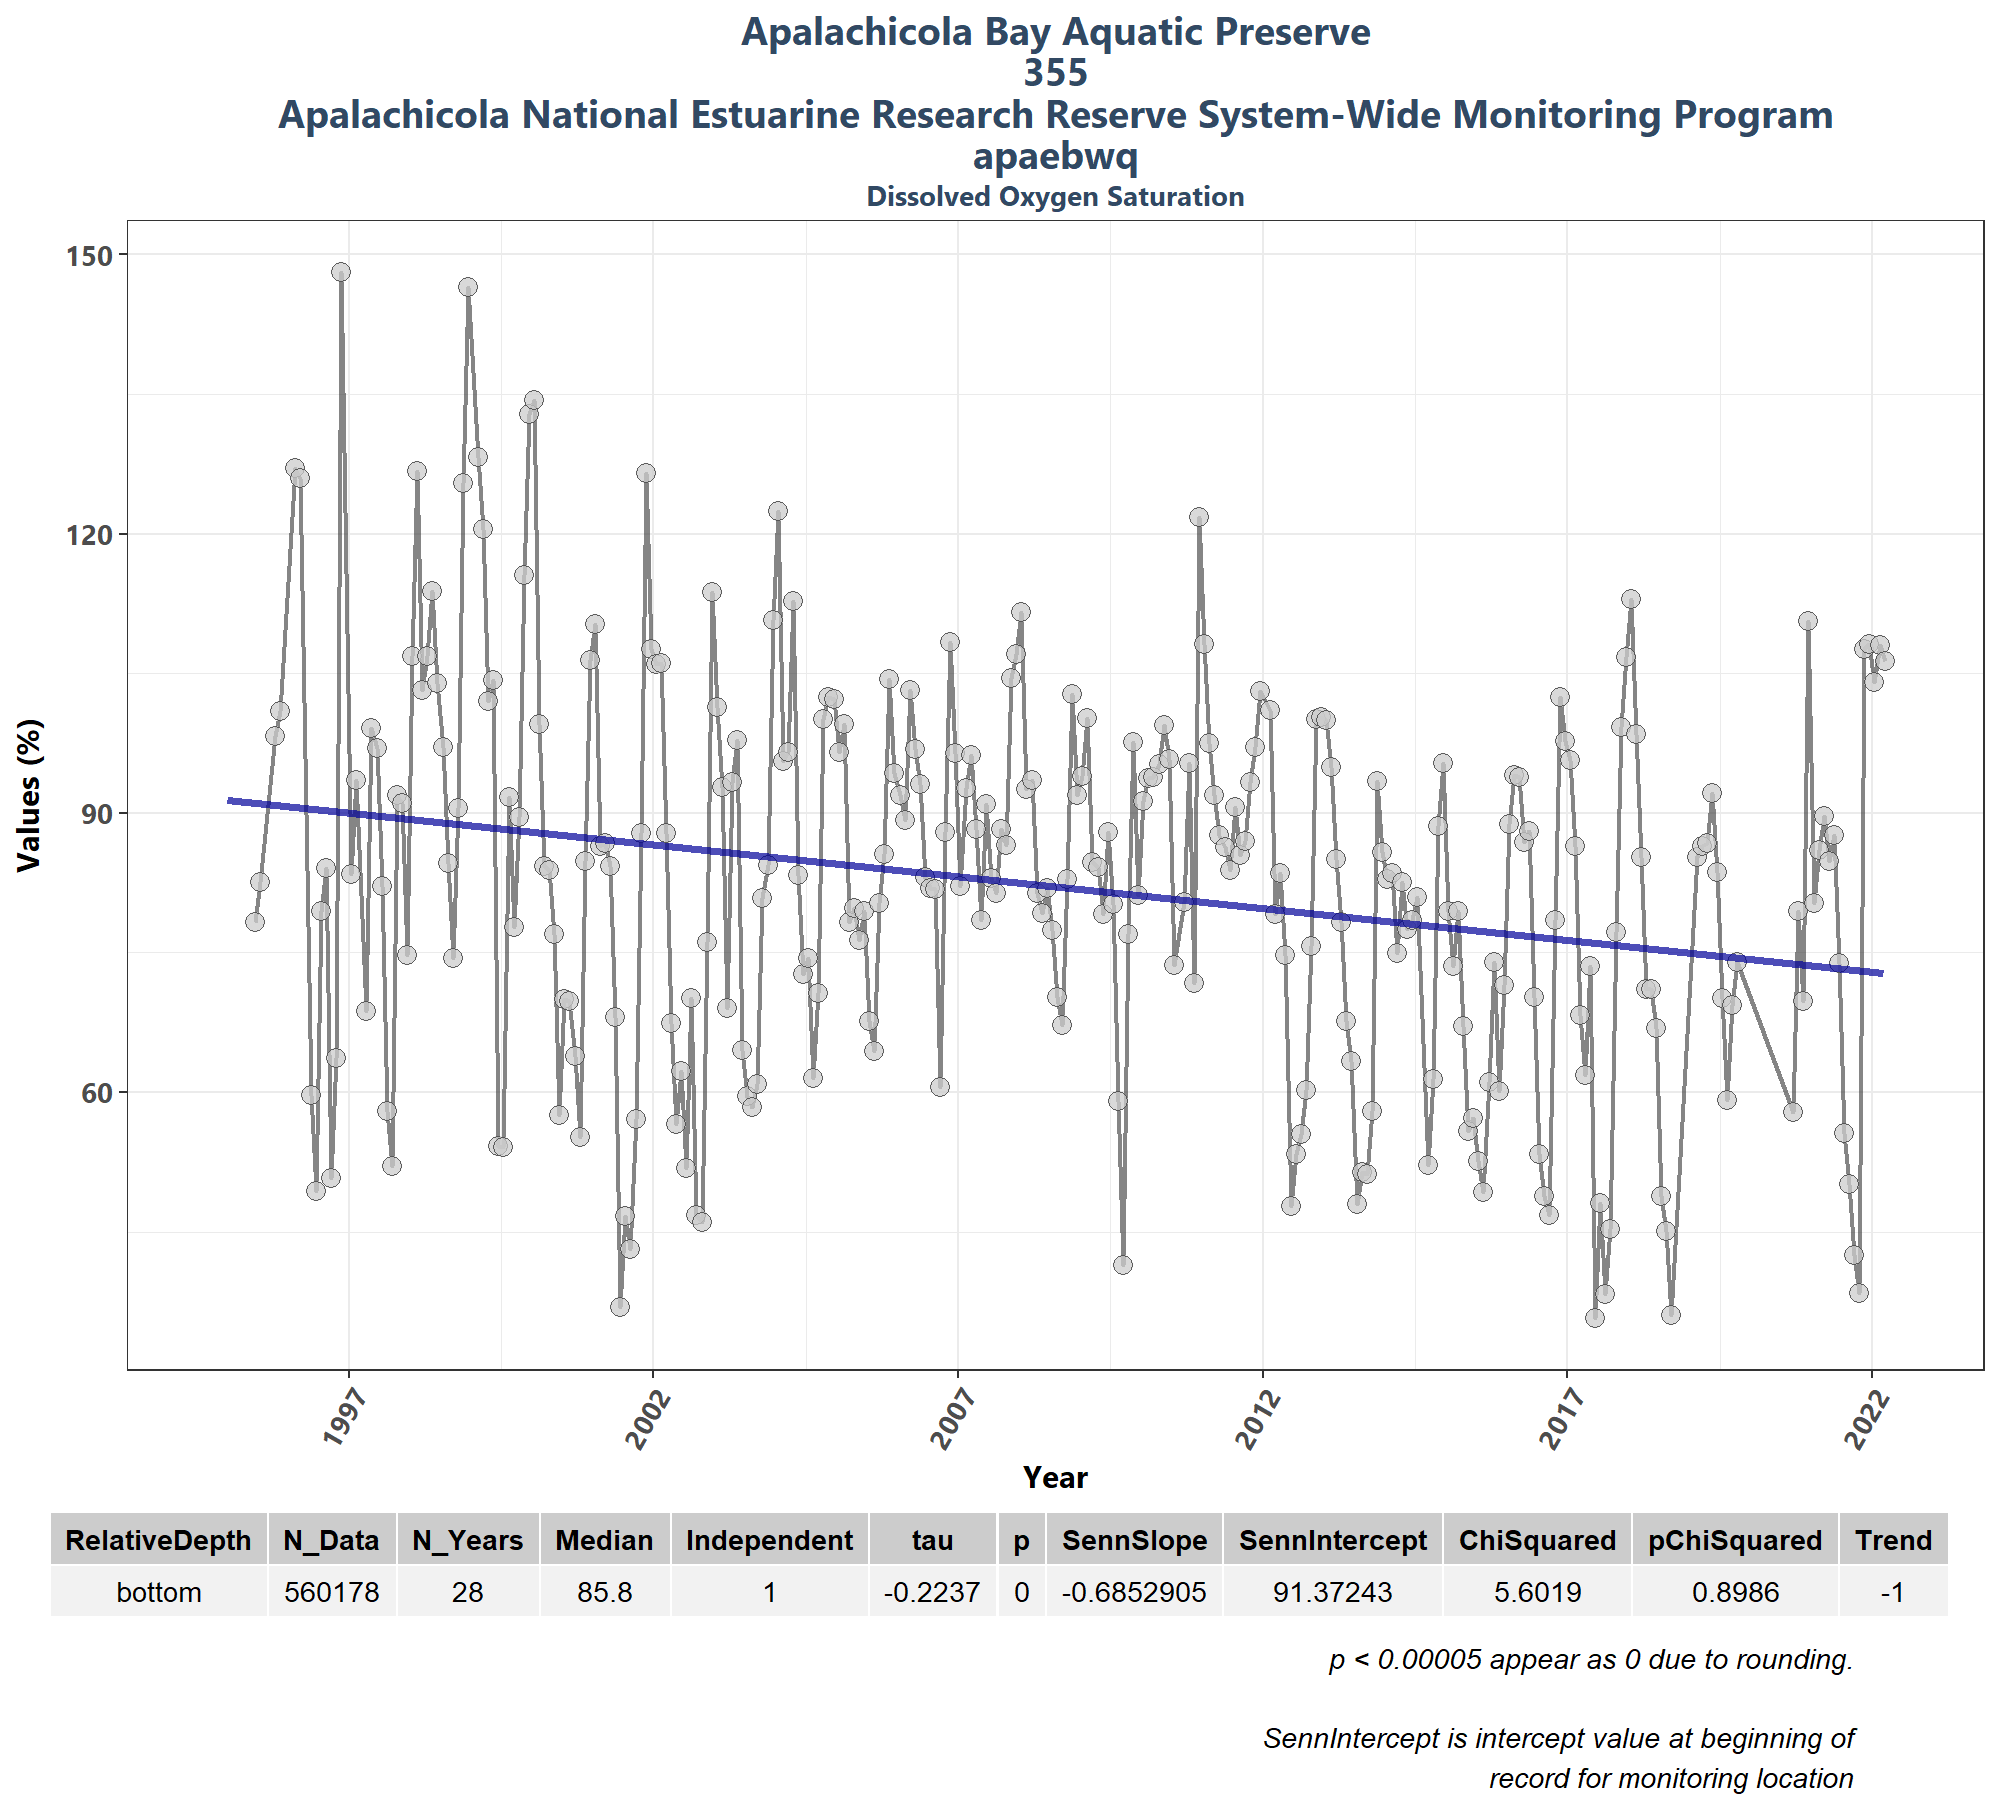 Apalachicola Bay Aquatic Preserve
355
Apalachicola National Estuarine Research Reserve System-Wide Monitoring Program
apaebwq
Dissolved Oxygen Saturation
150
120
90
60
Values (%)
1997 2002 2007 2012 2017 2022
Year
RelativeDepth N_Data N_Years Median Independent tau p SennSlope SennIntercept ChiSquared pChiSquared Trend
bottom 560178 28 85.8 1 -0.2237 0 -0.6852905 91.37243 5.6019 0.8986 -1
p < 0.00005 appear as 0 due to rounding.
SennIntercept is intercept value at beginning of
record for monitoring location